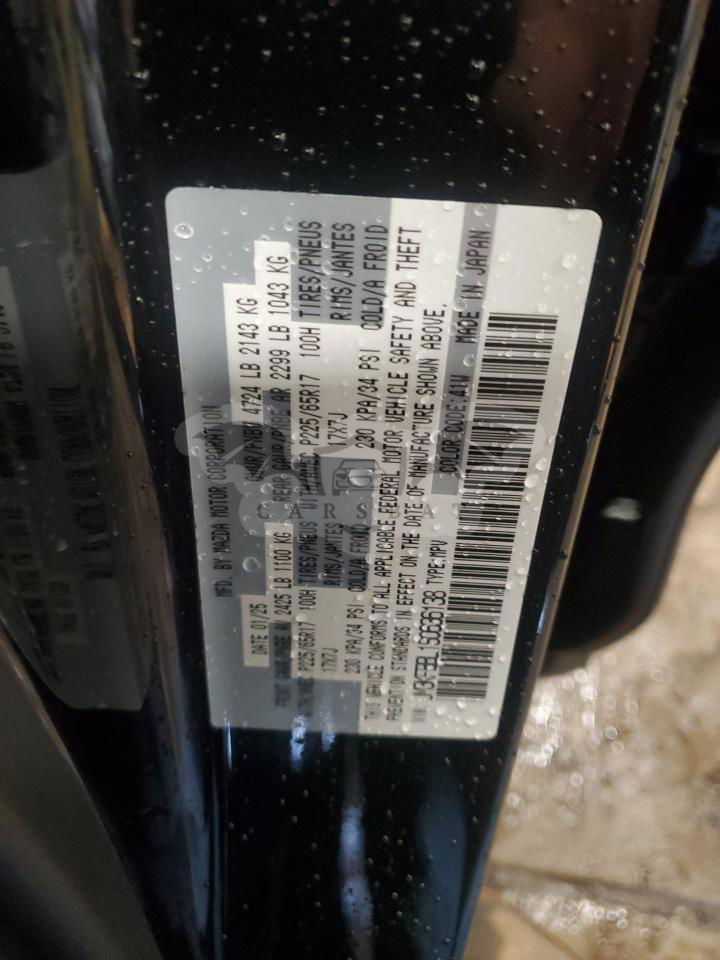 MFD. BY MAZDA MOTOR CORPORATION
DATE 01/25 GVWR/PNBV 4724 LB 2143 KG
FRONT GAWR/PNBE AV 2425 LB 1100 KG REAR GAWR/PNBE AR 2299 LB 1043 KG
P225/65R17 100H TIRES/PNEUS P225/65R17 100H TIRES/PNEUS
17X7J RIMS/JANTES 17X7J RIMS/JANTES
230 KPA/34 PSI COLD/A FROID 230 KPA/34 PSI COLD/A FROID
THIS VEHICLE CONFORMS TO ALL APPLICABLE FEDERAL MOTOR VEHICLE SAFETY AND THEFT
PREVENTION STANDARDS IN EFFECT ON THE DATE OF MANUFACTURE SHOWN ABOVE.
VIN: JM3KFBBL1S0636138 TYPE:MPV COLOR CODE:41W MADE IN JAPAN